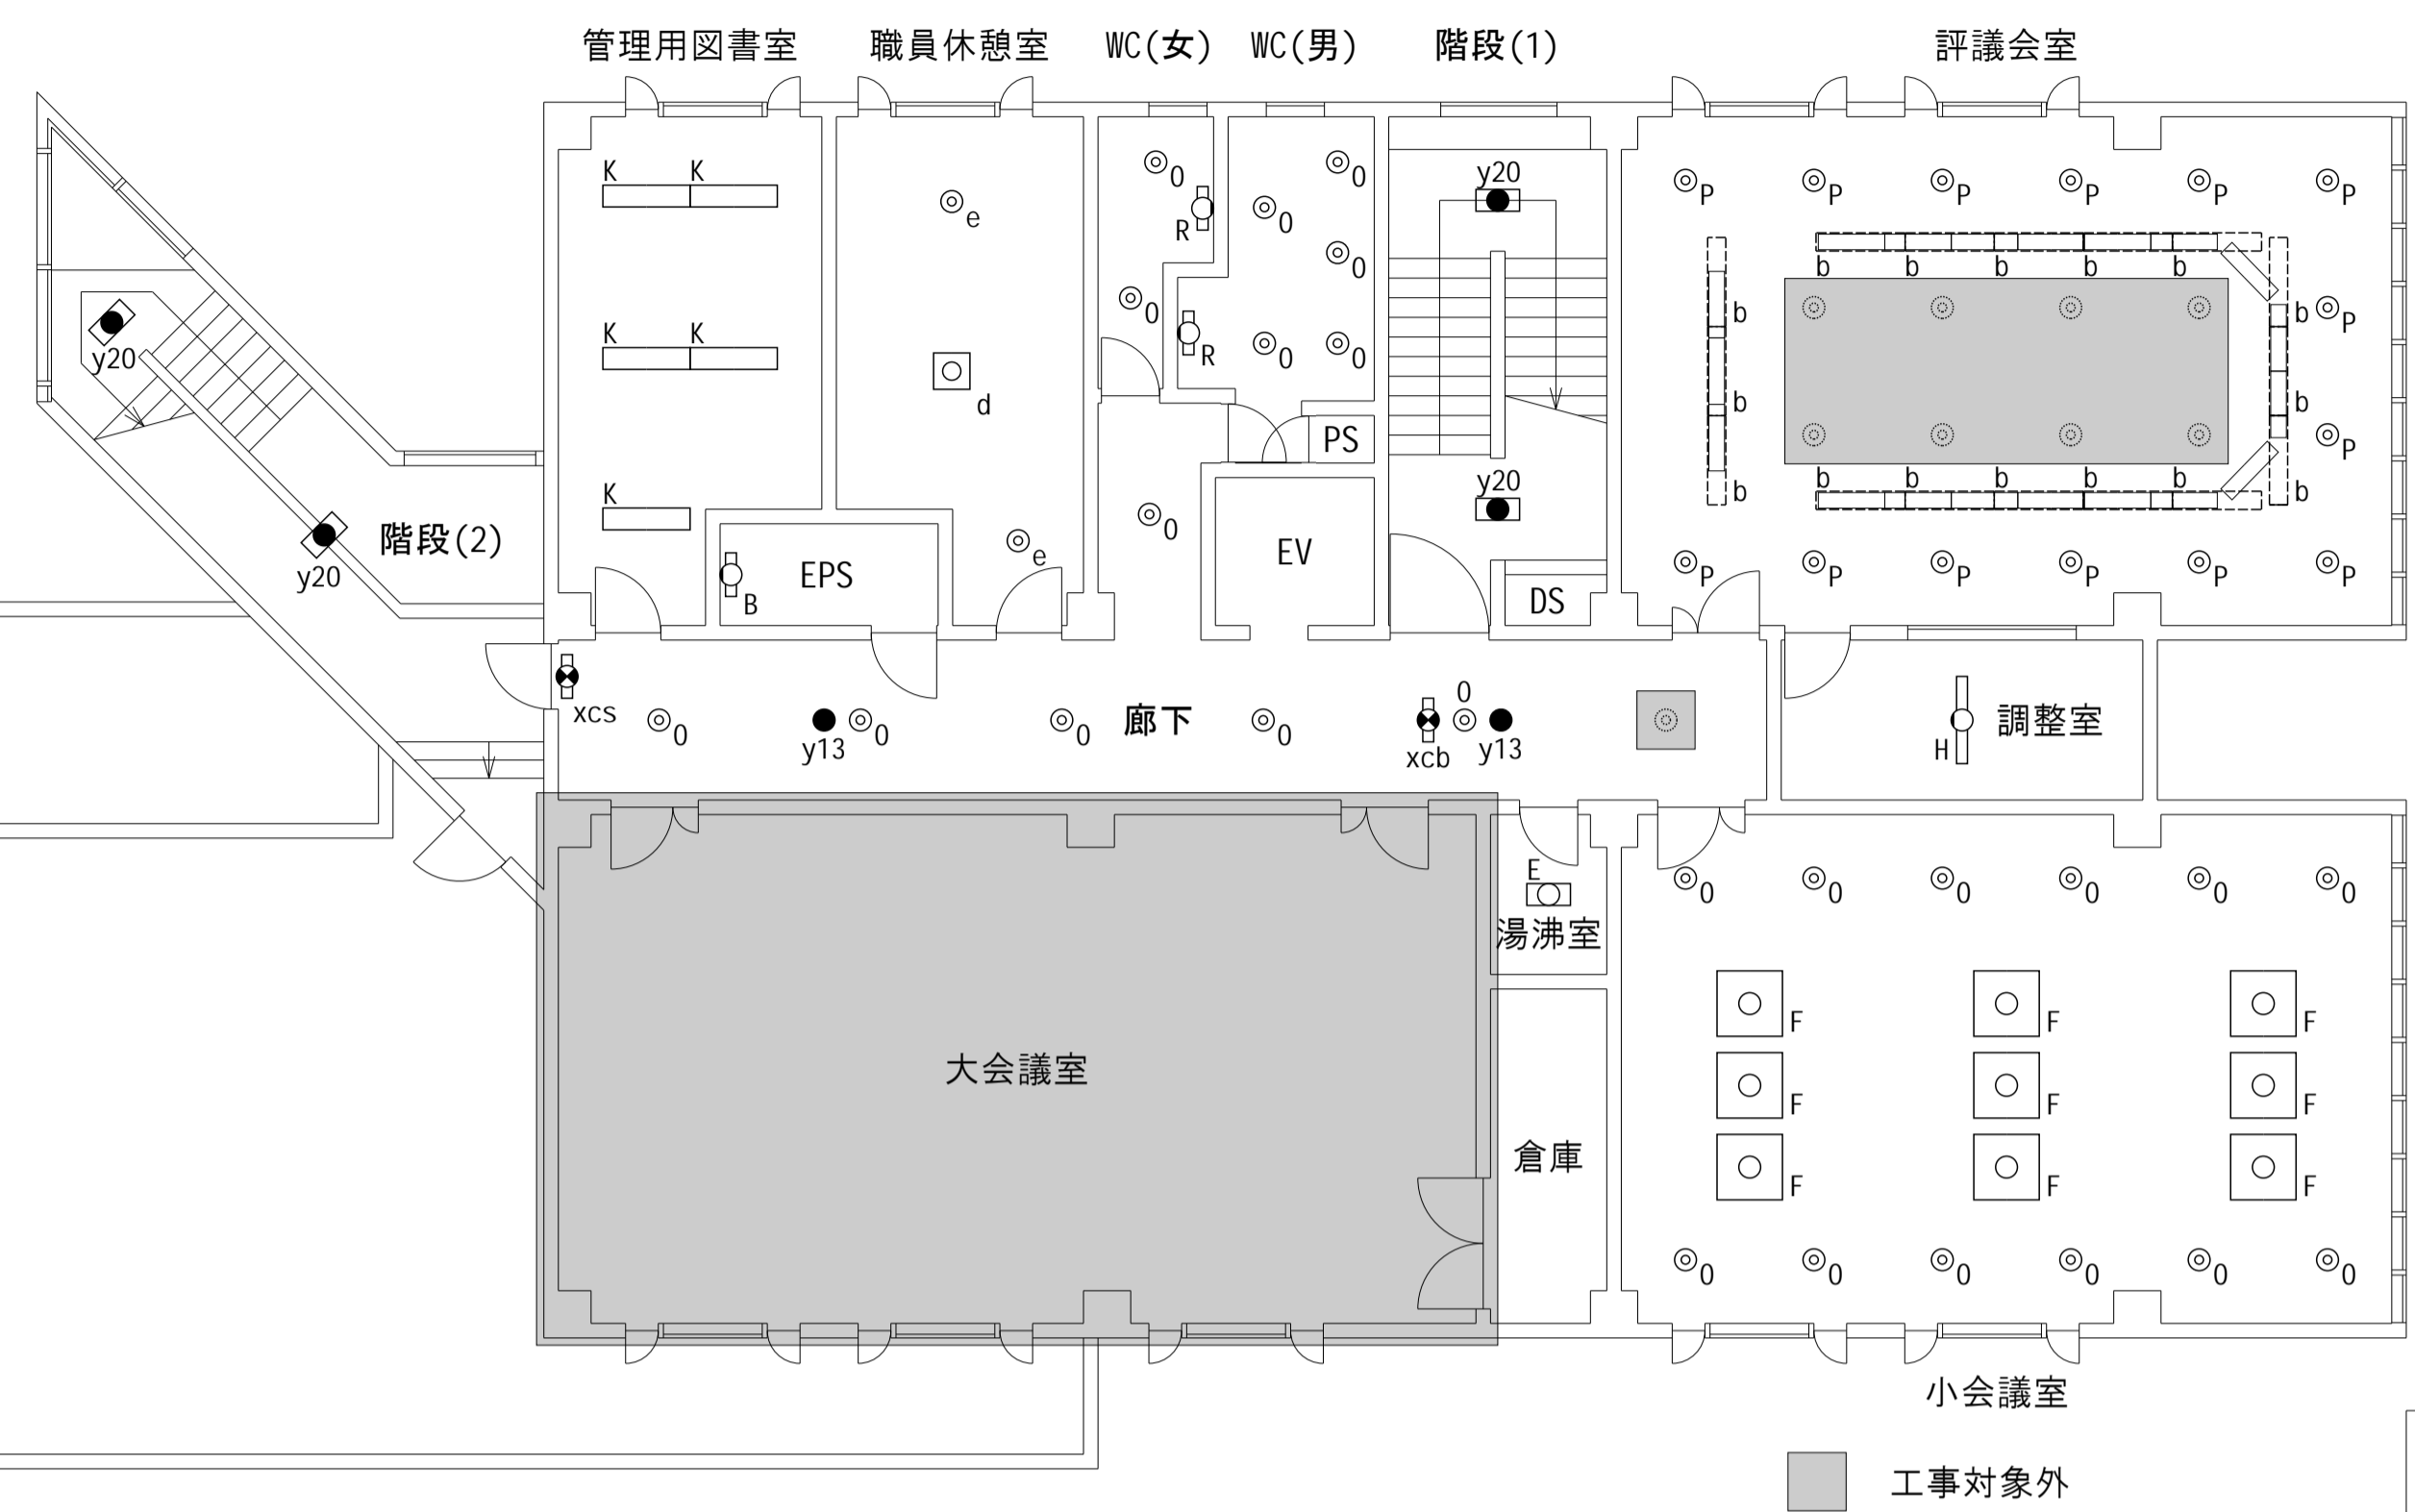 管理用図書室 職員休憩室 WC(女) WC(男) 階段(1) 評議会室
K K
e
O
R
O
O
O
O
O
y20
P P P P P P
K K
d
O
R
b b b b b
b b
P
y20
PS
b b
P
K
e
O
y20
b b b b b
b b
階段(2)
y20
B
EPS
EV
DS
P P P P P P
xcs
O
y13
O
O
廊下
O
xcb
O
y13
H
調整室
E
湯沸室
O O O O O O
大会議室
F F F
F F F
倉庫
F F F
O O O O O O
小会議室
工事対象外